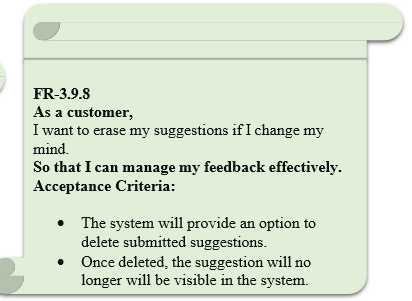 FR-3.9.8
As a customer,
I want to erase my suggestions if I change my
mind.
So that I can manage my feedback effectively.
Acceptance Criteria:
• The system will provide an option to
delete submitted suggestions.
• Once deleted, the suggestion will no
longer will be visible in the system.